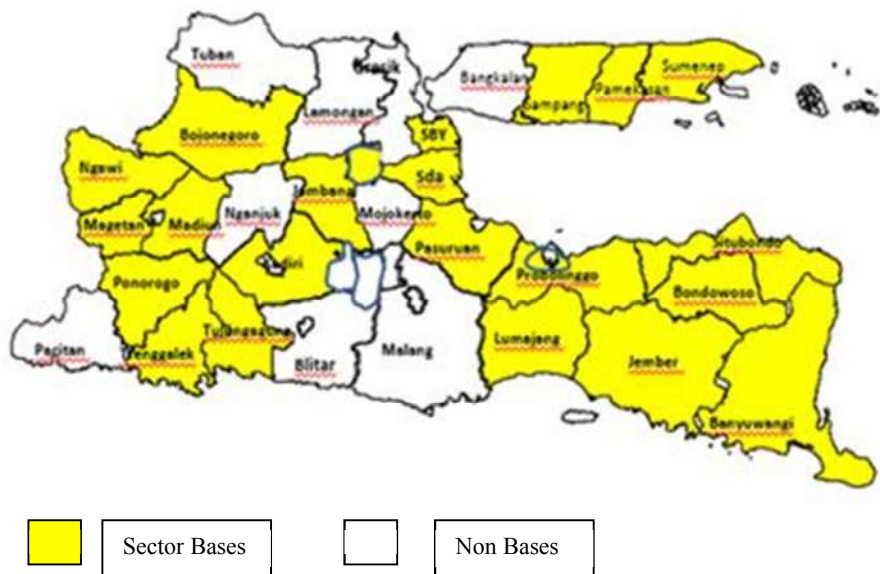 Tuban
Gresik
Lamongan
Bangkalan
Sampang
Pamekasan
Sumenep
Bojonegoro
SBY
Ngawi
Sda
Jombang
Magetan
Madiun
Nganjuk
Mojokerto
Pasuruan
diri
Situbondo
Probolinggo
Ponorogo
Bondowoso
Tulungagung
Lumajang
Pacitan
Trenggalek
Blitar
Malang
Jember
Banyuwangi
Sector Bases
Non Bases